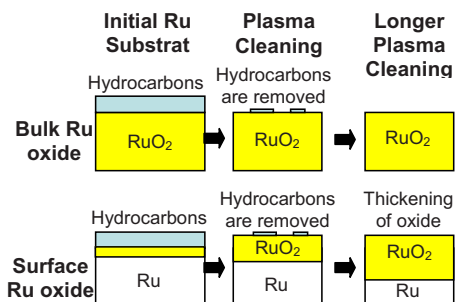 Initial Ru
Substrat
Plasma
Cleaning
Longer
Plasma
Cleaning
Hydrocarbons
Hydrocarbons
are removed
Bulk Ru
oxide
RuO2
RuO2
RuO2
Hydrocarbons
Hydrocarbons
are removed
Thickening
of oxide
Surface
Ru oxide
Ru
RuO2
Ru
RuO2
Ru